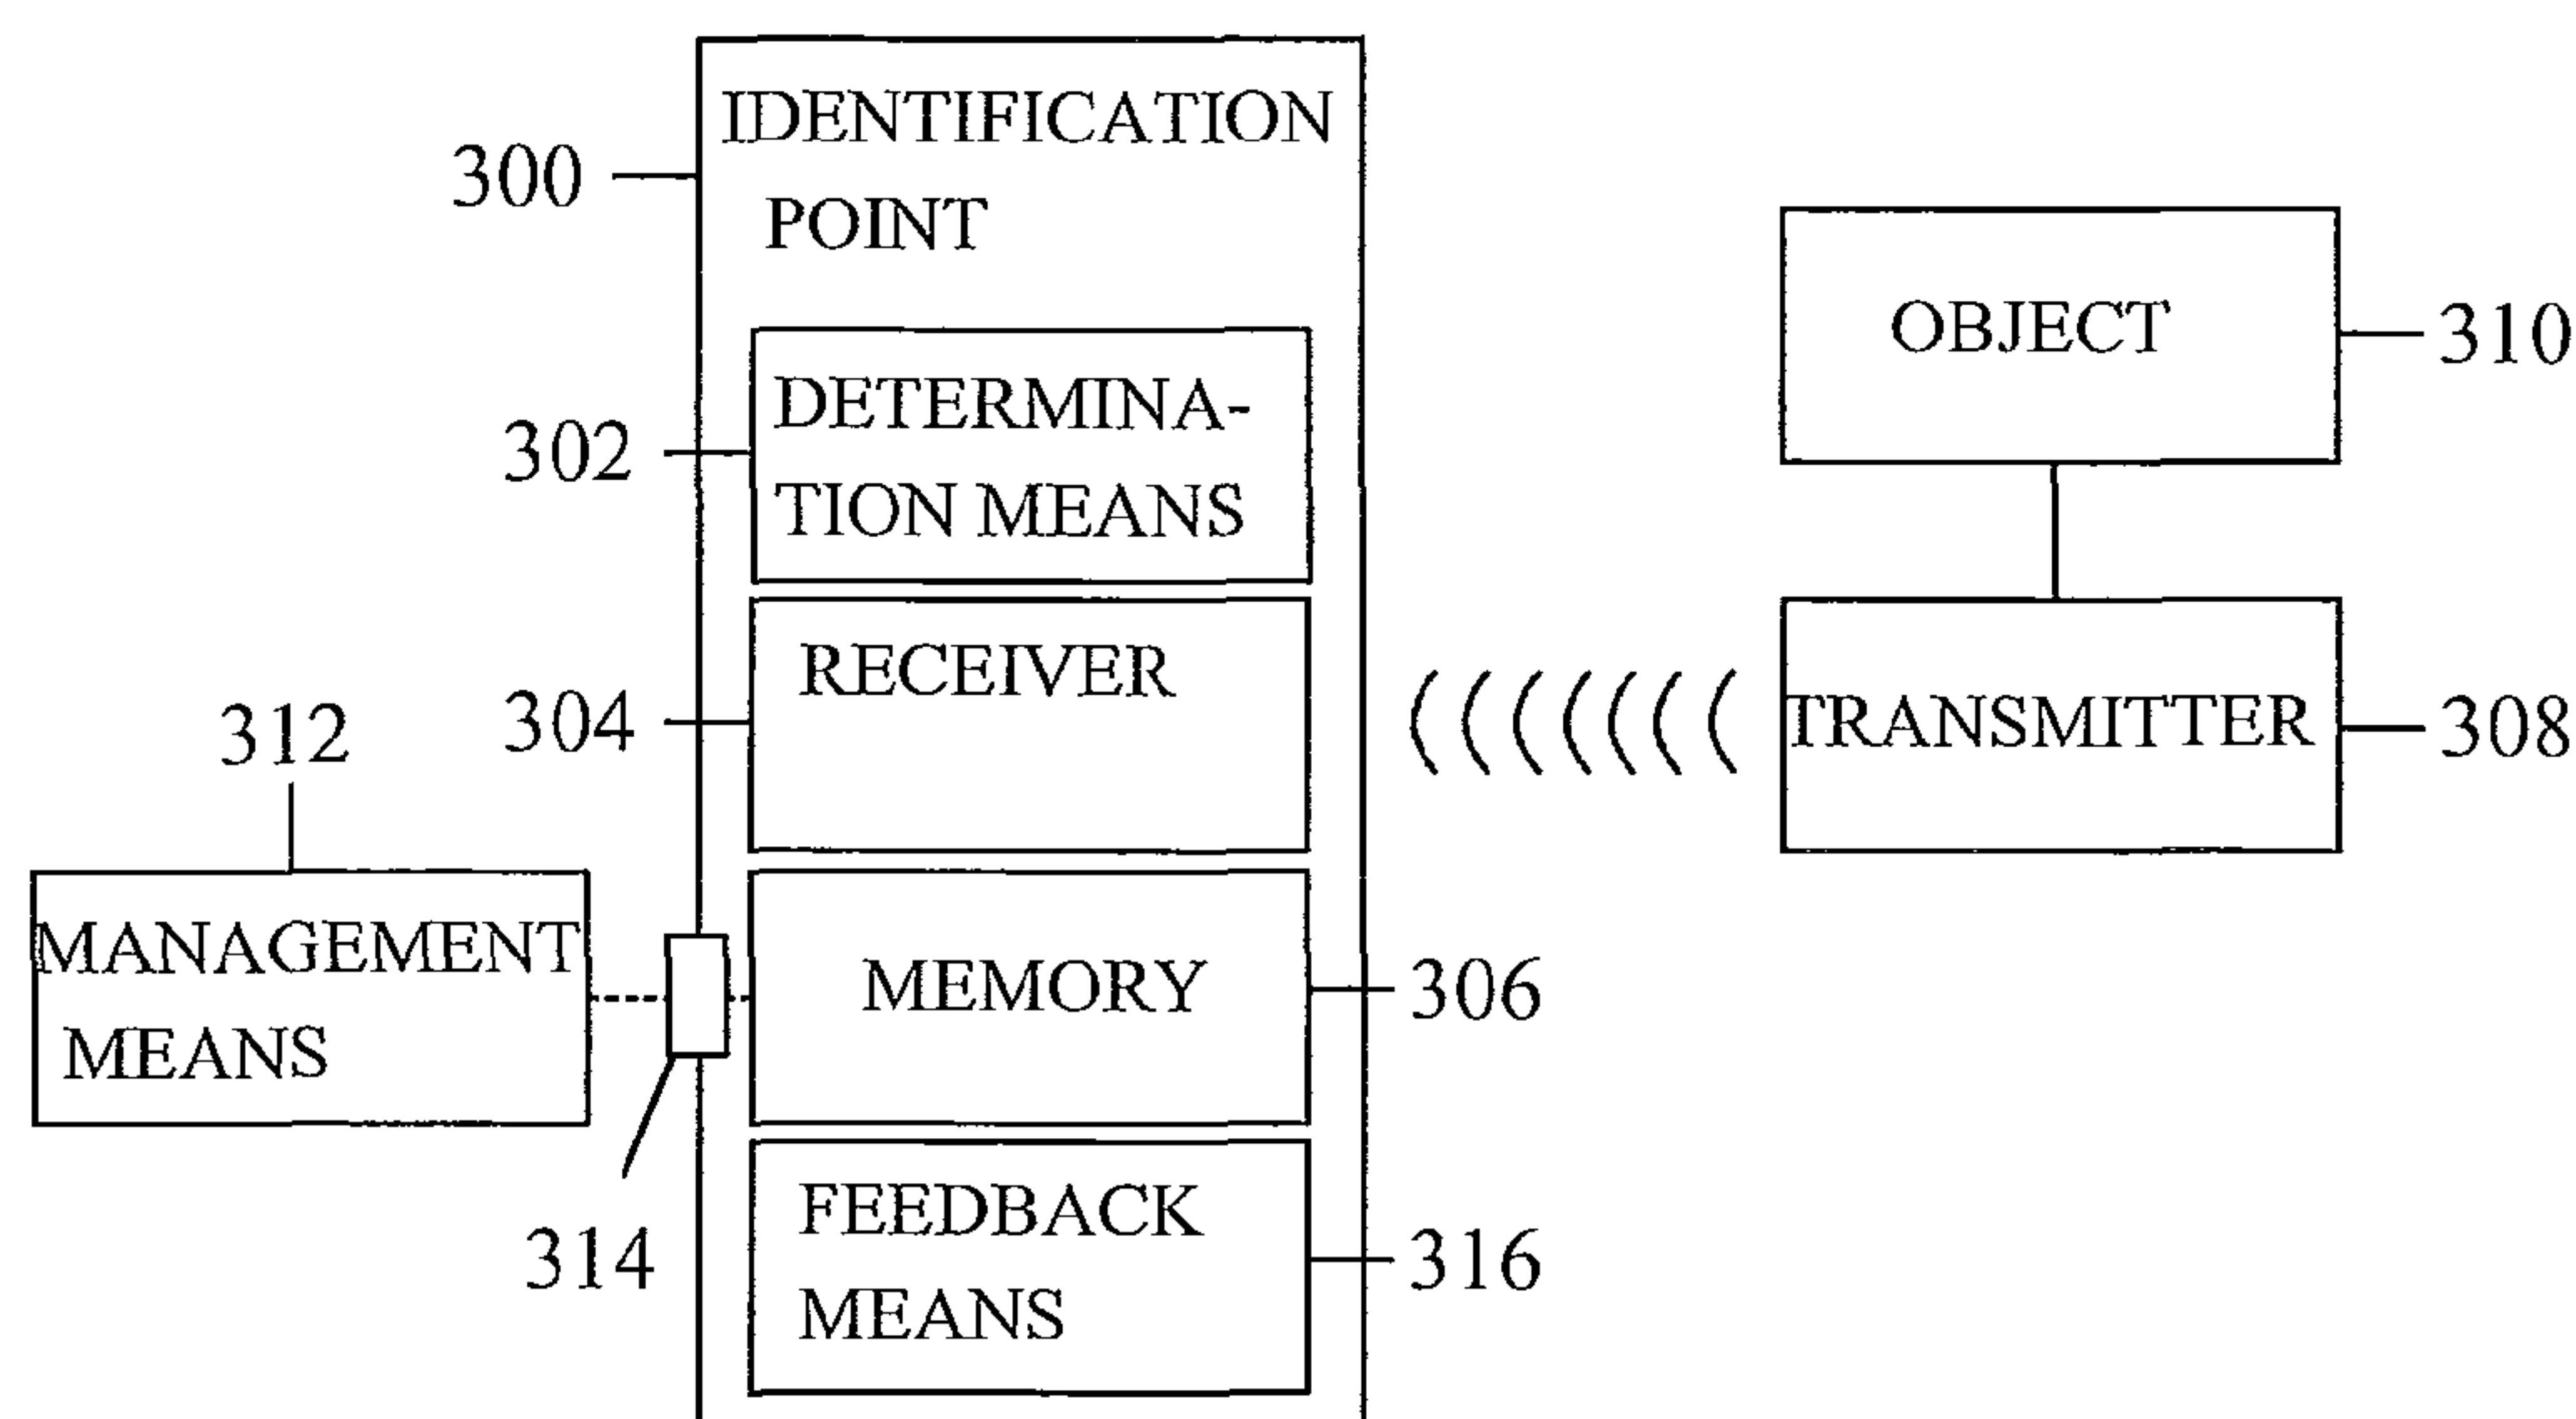 IDENTIFICATION
POINT
300
DETERMINA-
TION MEANS
302
RECEIVER
304
MEMORY
306
FEEDBACK
MEANS
316
312
MANAGEMENT
MEANS
314
OBJECT
310
TRANSMITTER
308